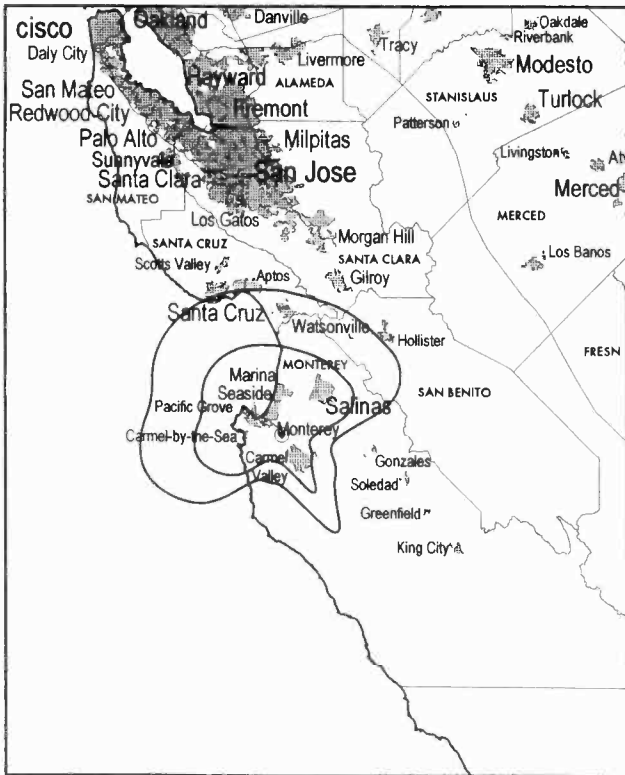 cisco
Oakland
Danville
Oakdale
Riverbank
Daly City
Livermore
Tracy
Modesto
Hayward
ALAMEDA
San Mateo
STANISLAUS
Turlock
Redwood City
Fremont
Patterson
Palo Alto
Milpitas
Sunnyvale
Livingston
At
San Jose
Santa Clara
Merced
SAN MATEO
Los Gatos
MERCED
Morgan Hill
SANTA CRUZ
SANTA CLARA
Los Banos
Scotts Valley
Aptos
Gilroy
Santa Cruz
Watsonville
Hollister
FRESN
MONTEREY
Marina
SAN BENITO
Seaside
Salinas
Pacific Grove
Monterey
Carmel-by-the-Sea
Carmel
Valley
Gonzales
Soledad
Greenfield
King City